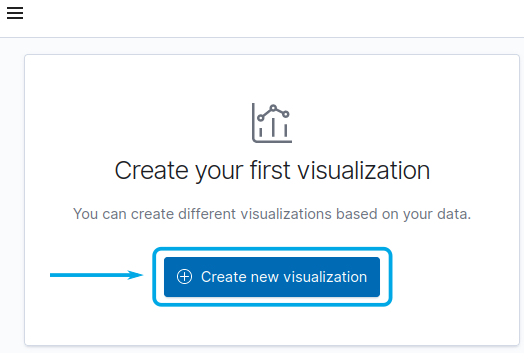 Create your first visualization
You can create different visualizations based on your data.
Create new visualization